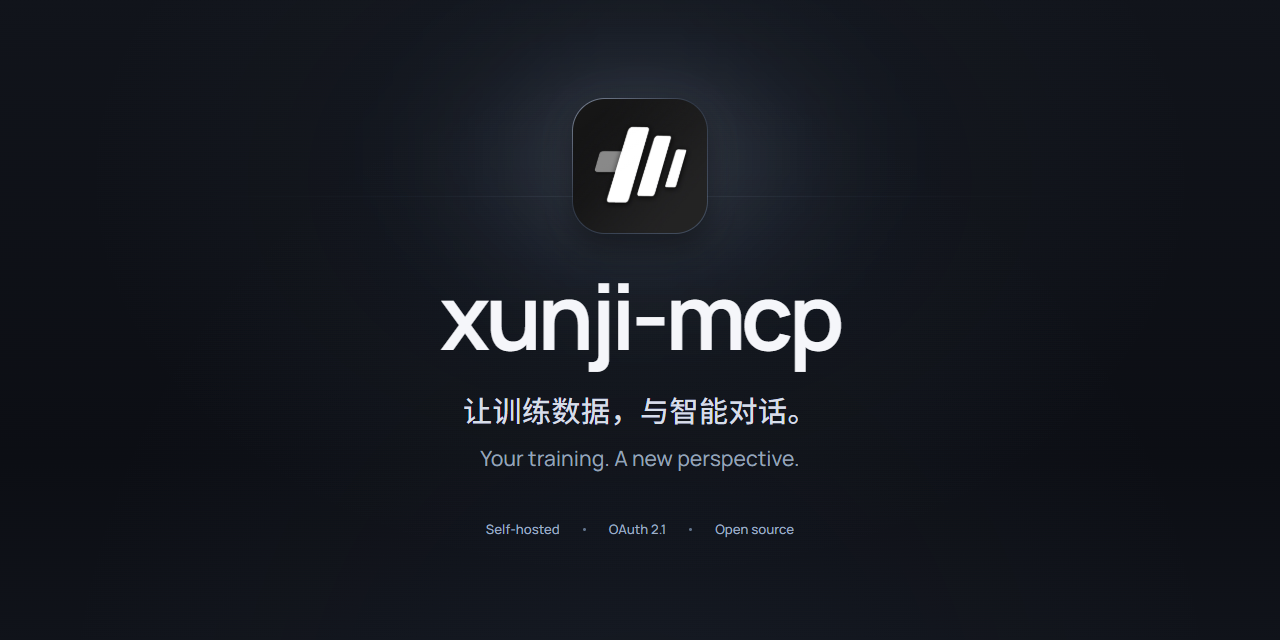 xunji-mcp
让训练数据，与智能对话。
Your training. A new perspective.
Self-hosted • OAuth 2.1 • Open source